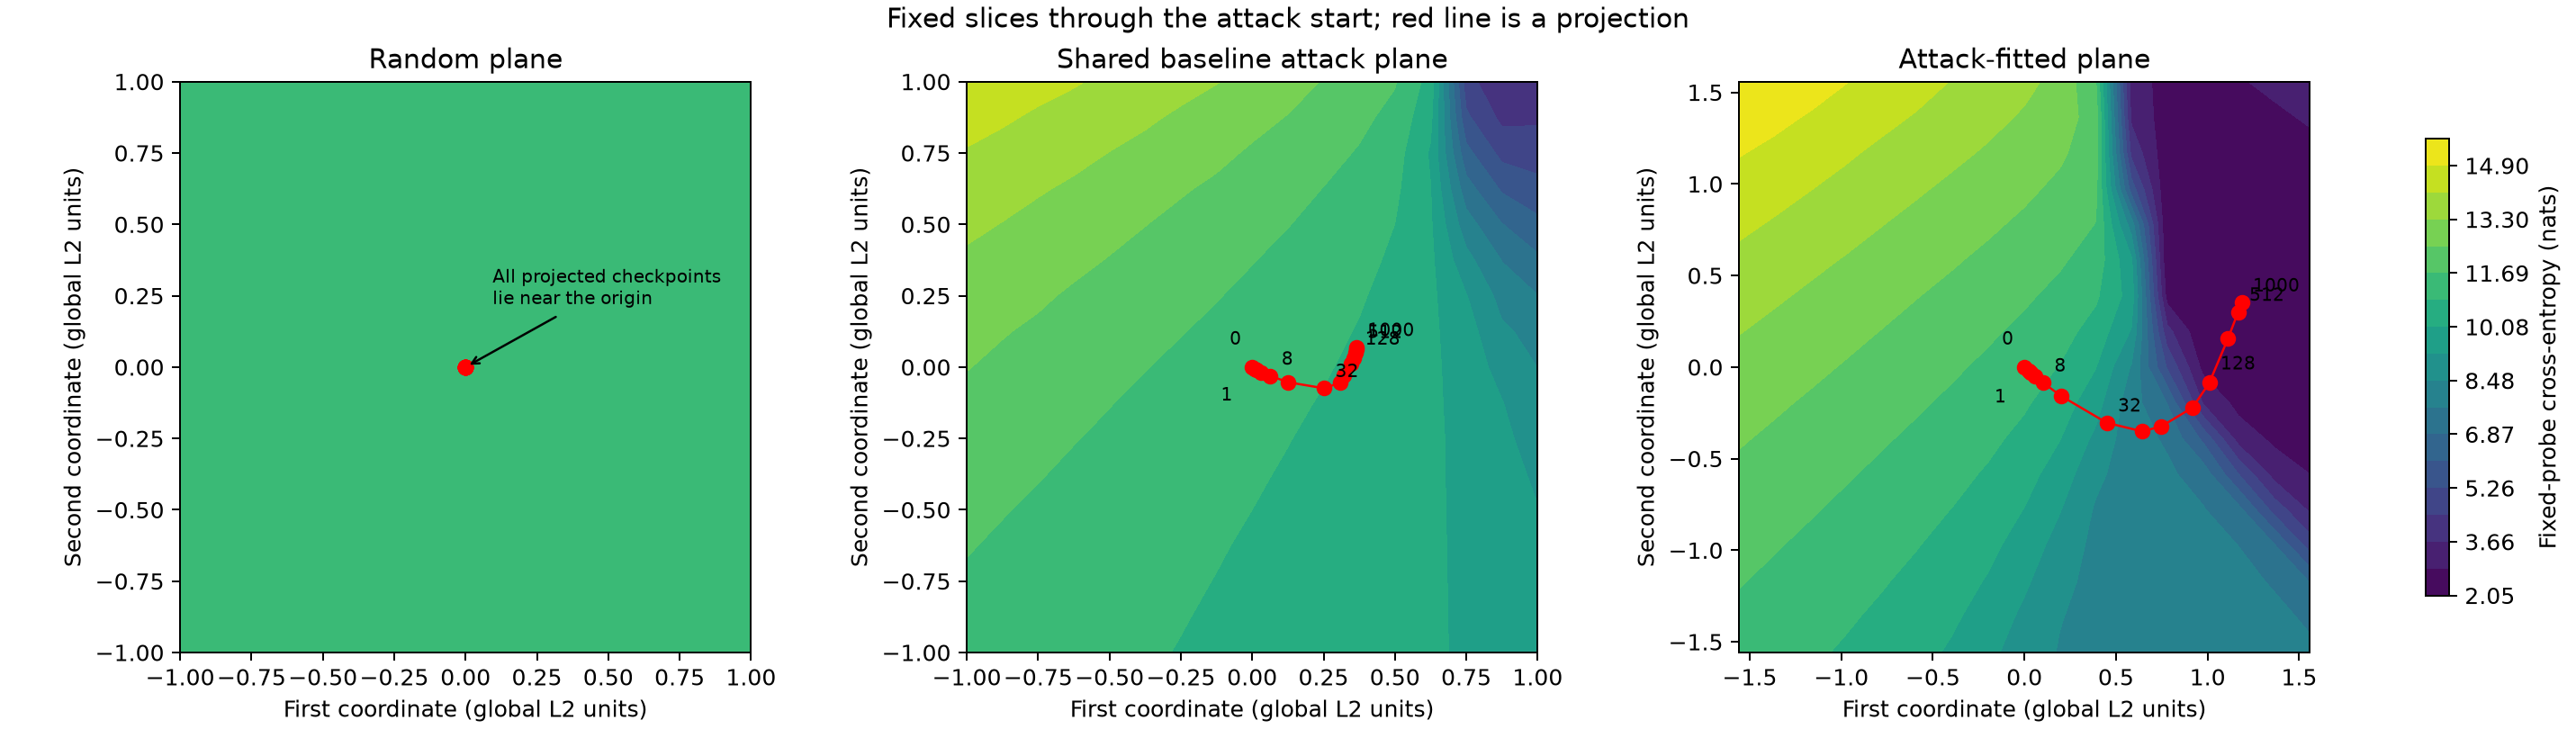 Fixed slices through the attack start; red line is a projection
Random plane
Second coordinate (global L2 units)
1.00
0.75
0.50
0.25
0.00
−0.25
−0.50
−0.75
−1.00
All projected checkpoints
lie near the origin
−1.00 −0.75 −0.50 −0.25 0.00 0.25 0.50 0.75 1.00
First coordinate (global L2 units)
Shared baseline attack plane
Second coordinate (global L2 units)
1.00
0.75
0.50
0.25
0.00
−0.25
−0.50
−0.75
−1.00
0
1
8
32
128
−1.00 −0.75 −0.50 −0.25 0.00 0.25 0.50 0.75 1.00
First coordinate (global L2 units)
Attack-fitted plane
Second coordinate (global L2 units)
1.5
1.0
0.5
0.0
−0.5
−1.0
−1.5
0
1
8
32
128
512
1000
−1.5 −1.0 −0.5 0.0 0.5 1.0 1.5
First coordinate (global L2 units)
14.90
13.30
11.69
10.08
8.48
6.87
5.26
3.66
2.05
Fixed-probe cross-entropy (nats)